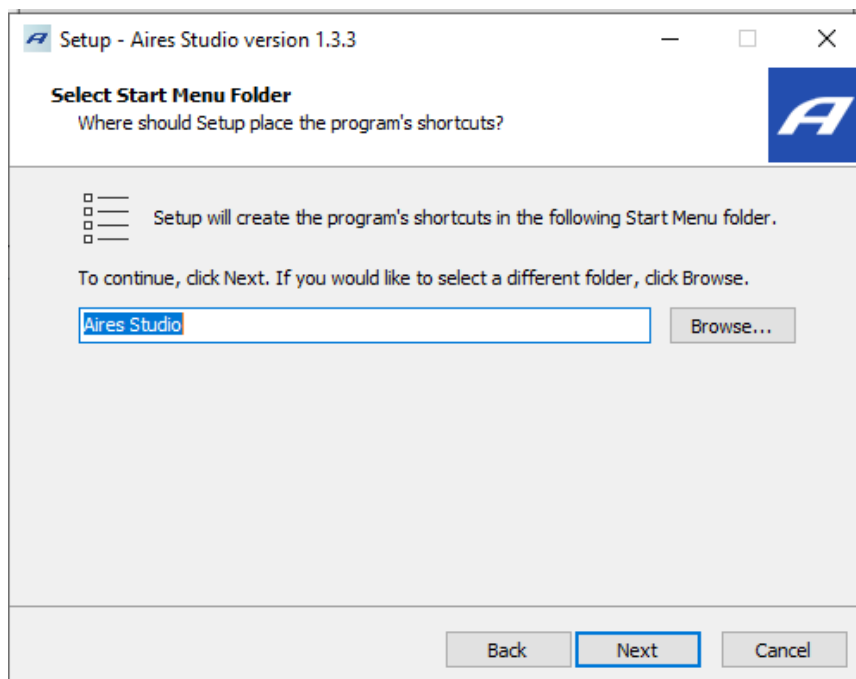 Setup - Aires Studio version 1.3.3
Select Start Menu Folder
Where should Setup place the program's shortcuts?
Setup will create the program's shortcuts in the following Start Menu folder.
To continue, click Next. If you would like to select a different folder, click Browse.
Aires Studio
Browse...
Back
Next
Cancel